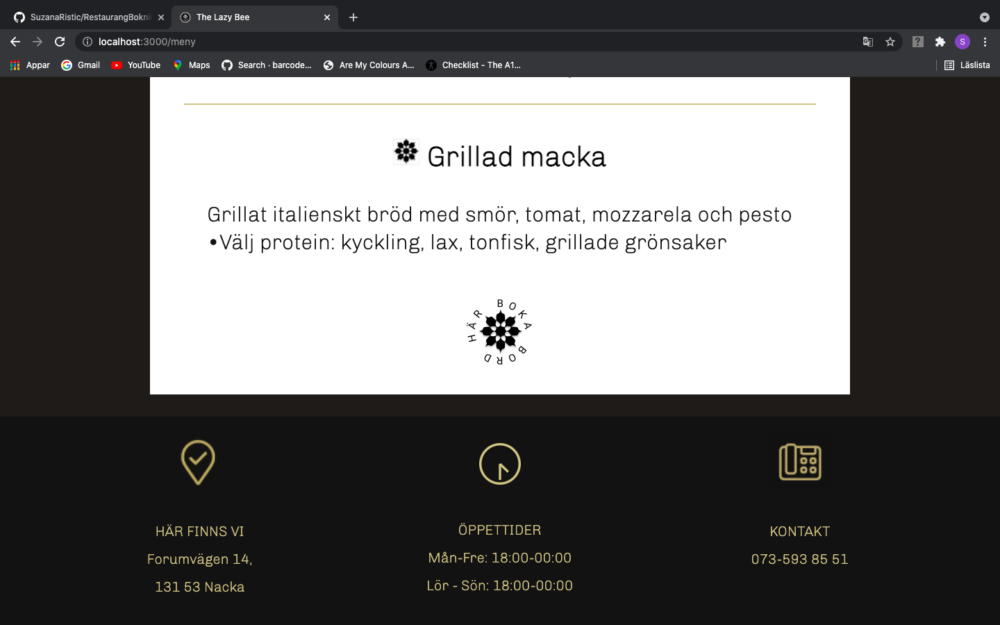 SuzanaRistic/RestaurangBokni
The Lazy Bee
localhost:3000/meny
S
Appar
Gmail
YouTube
Maps
Search · barcode...
Are My Colours A...
Checklist - The A1...
Läslista
Grillad macka
Grillat italienskt bröd med smör, tomat, mozzarela och pesto
•Välj protein: kyckling, lax, tonfisk, grillade grönsaker
BOKA BORD HÄR
HÄR FINNS VI
Forumvägen 14,
131 53 Nacka
ÖPPETTIDER
Mån-Fre: 18:00-00:00
Lör - Sön: 18:00-00:00
KONTAKT
073-593 85 51